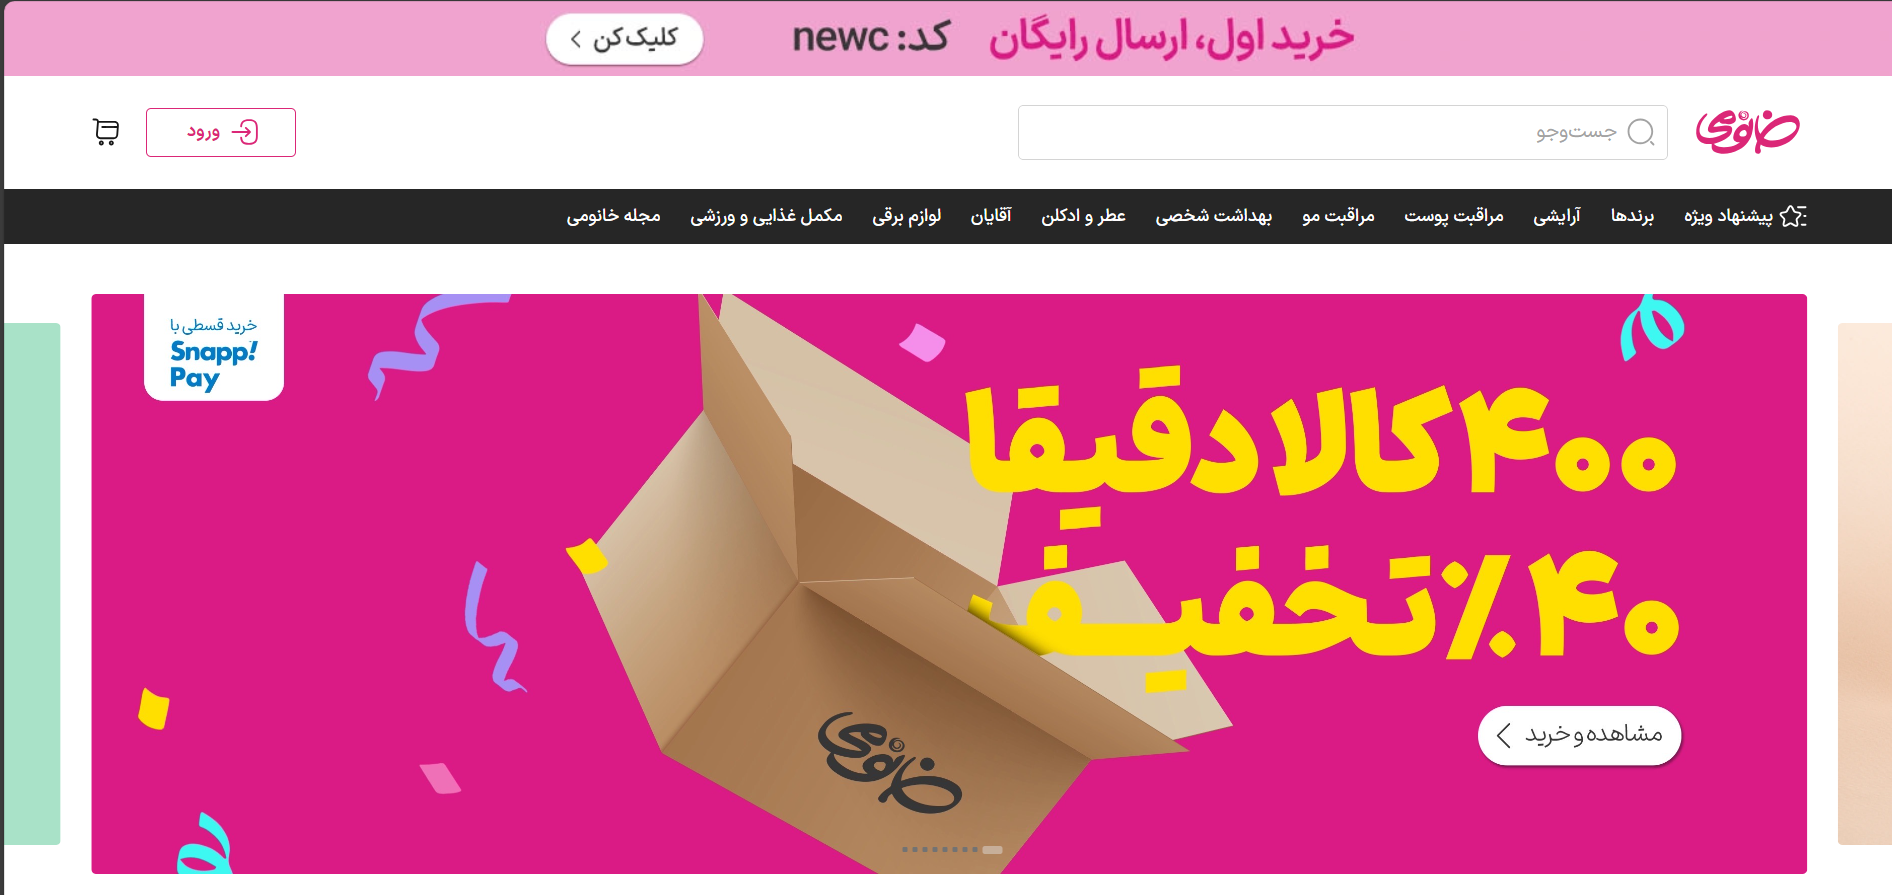 خرید اول، ارسال رایگان کد: newc کلیک کن
خانومی
جست‌وجو
ورود
پیشنهاد ویژه برندها آرایشی مراقبت پوست مراقبت مو بهداشت شخصی عطر و ادکلن آقایان لوازم برقی مکمل غذایی و ورزشی مجله خانومی
خرید قسطی با
Snapp!
Pay
۴۰۰ کالا دقیقا
۴۰٪ تخفیف
مشاهده و خرید
خانومی